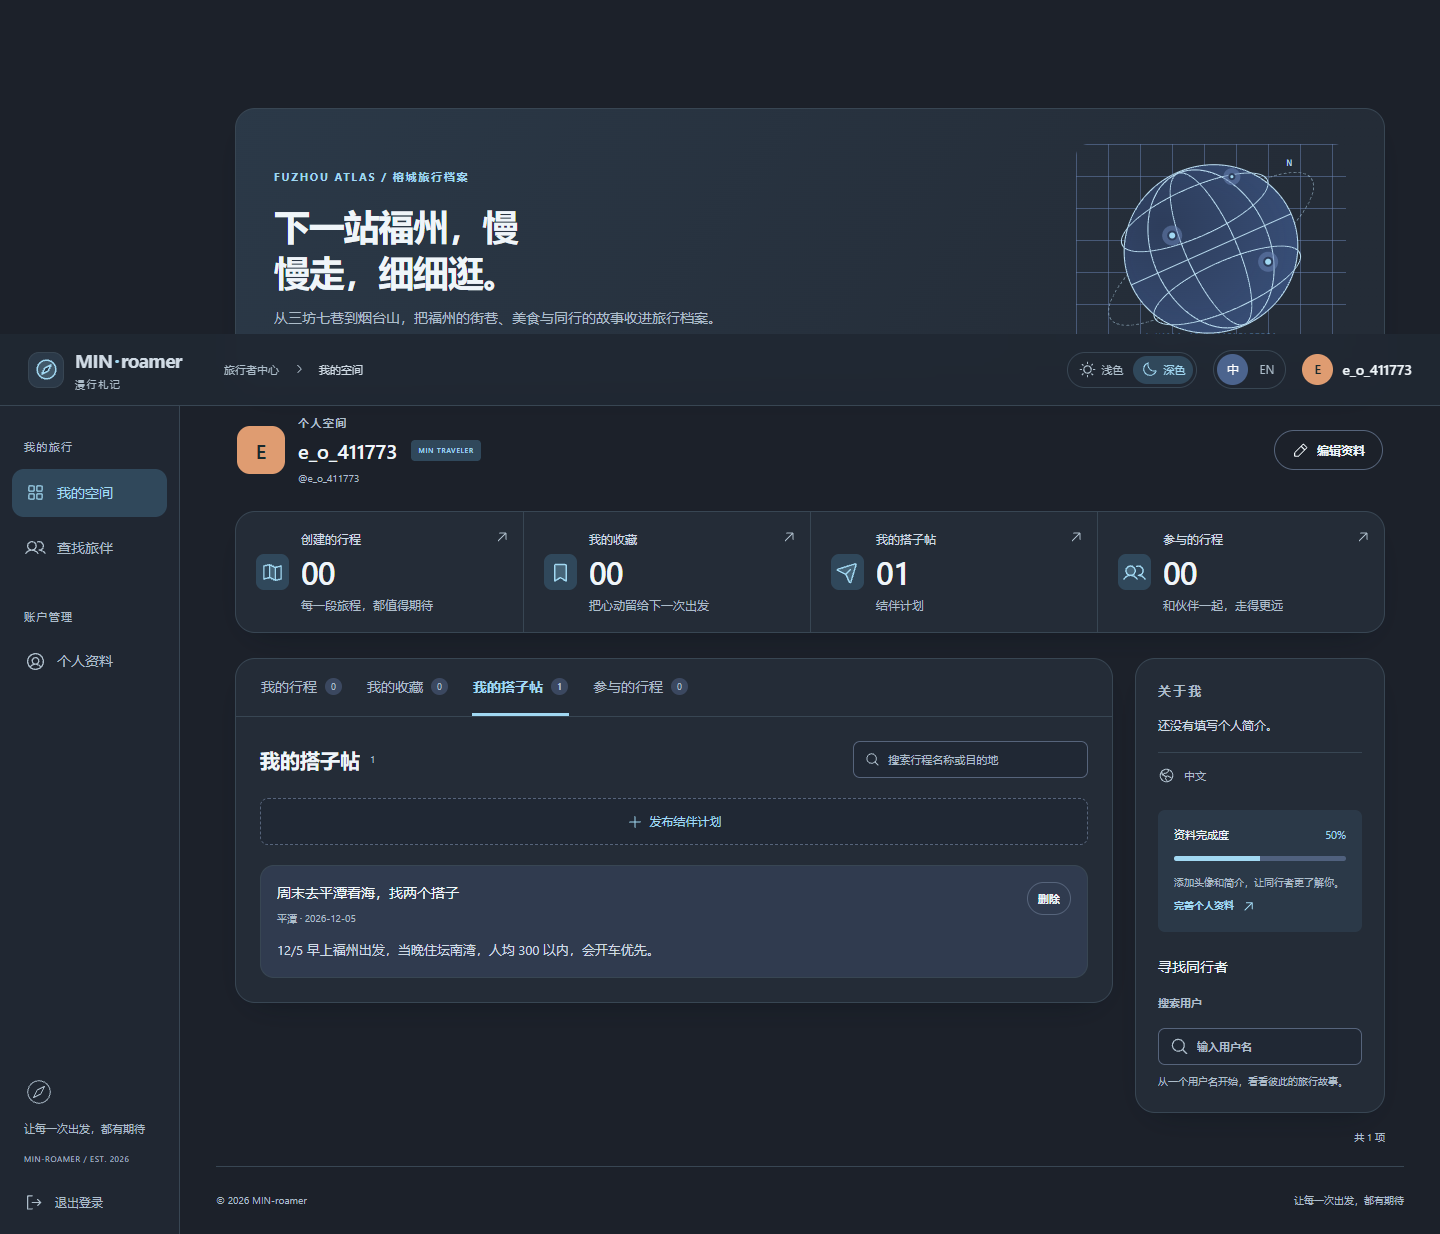 FUZHOU ATLAS / 榕城旅行档案
下一站福州，慢
慢走，细细逛。
从三坊七巷到烟台山，把福州的街巷、美食与同行的故事收进旅行档案。
N
MIN·roamer
漫行札记
旅行者中心
我的空间
浅色
深色
中
EN
E
e_o_411773
我的旅行
我的空间
查找旅伴
账户管理
个人资料
让每一次出发，都有期待
MIN-ROAMER / EST. 2026
退出登录
E
个人空间
e_o_411773
MIN TRAVELER
@e_o_411773
编辑资料
创建的行程
00
每一段旅程，都值得期待
我的收藏
00
把心动留给下一次出发
我的搭子帖
01
结伴计划
参与的行程
00
和伙伴一起，走得更远
我的行程 0
我的收藏 0
我的搭子帖 1
参与的行程 0
我的搭子帖 1
搜索行程名称或目的地
发布结伴计划
周末去平潭看海，找两个搭子
平潭 · 2026-12-05
12/5 早上福州出发，当晚住坛南湾，人均 300 以内，会开车优先。
删除
关于我
还没有填写个人简介。
中文
资料完成度
50%
添加头像和简介，让同行者更了解你。
完善个人资料
寻找同行者
搜索用户
输入用户名
从一个用户名开始，看看彼此的旅行故事。
共 1 项
© 2026 MIN-roamer
让每一次出发，都有期待